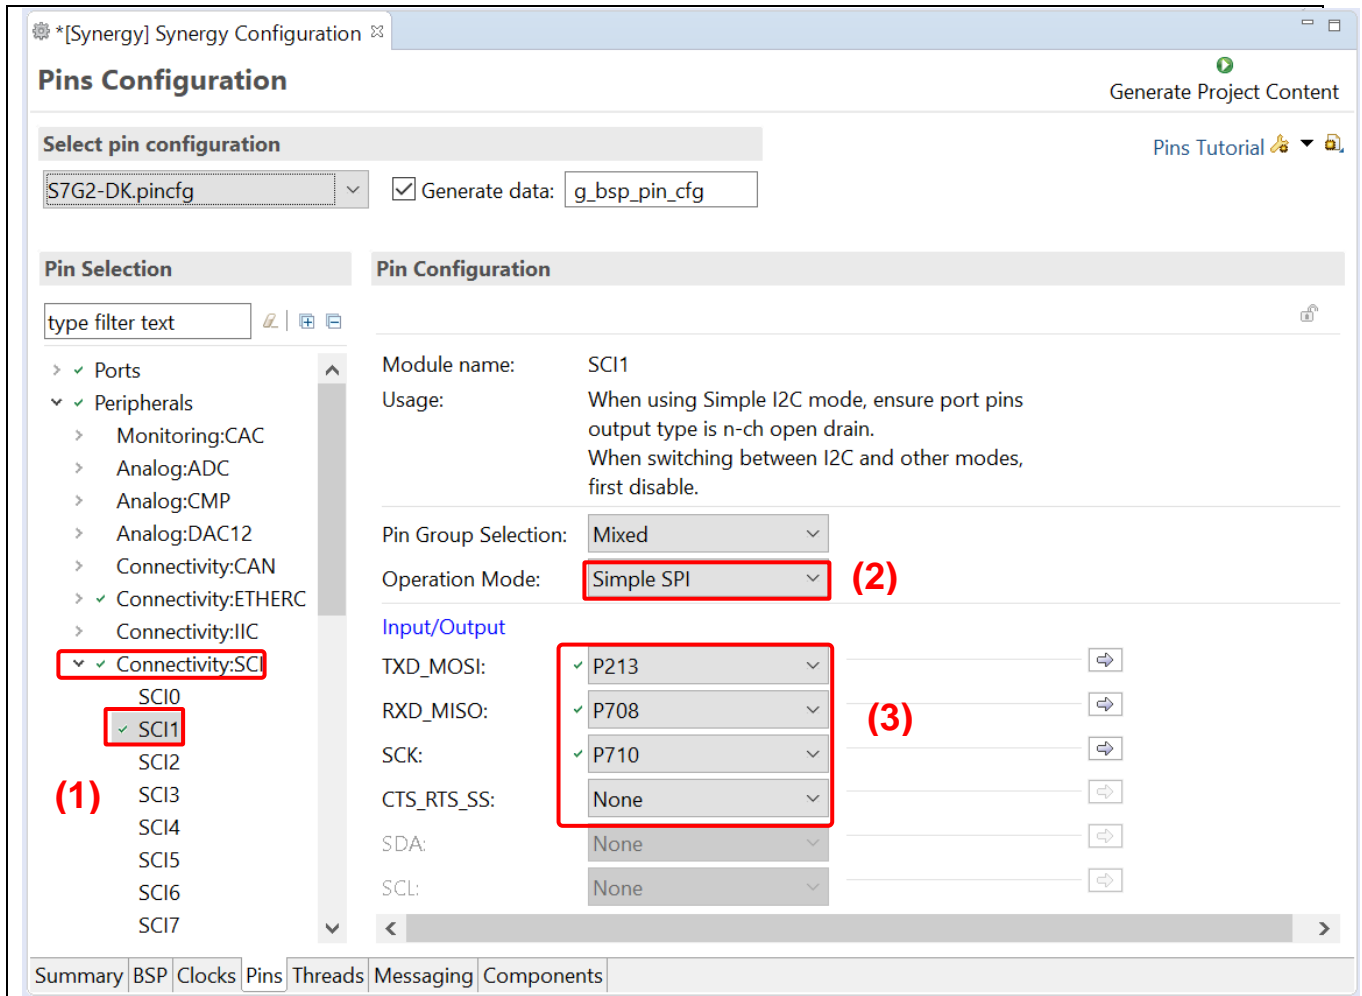 *[Synergy] Synergy Configuration
Pins Configuration
Generate Project Content
Select pin configuration
Pins Tutorial
S7G2-DK.pincfg
Generate data:
g_bsp_pin_cfg
Pin Selection
Pin Configuration
type filter text
Ports
Peripherals
Monitoring:CAC
Analog:ADC
Analog:CMP
Analog:DAC12
Connectivity:CAN
Connectivity:ETHERC
Connectivity:IIC
Connectivity:SCI
SCI0
SCI1
SCI2
(1)
SCI3
SCI4
SCI5
SCI6
SCI7
Module name: SCI1
Usage: When using Simple I2C mode, ensure port pins
output type is n-ch open drain.
When switching between I2C and other modes,
first disable.
Pin Group Selection: Mixed
Operation Mode: Simple SPI (2)
Input/Output
TXD_MOSI: P213
RXD_MISO: P708
(3)
SCK: P710
CTS_RTS_SS: None
SDA: None
SCL: None
Summary BSP Clocks Pins Threads Messaging Components